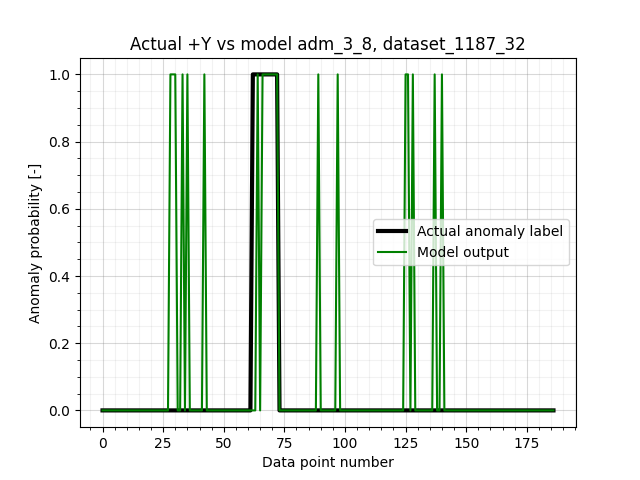 Actual +Y vs model adm_3_8, dataset_1187_32
1.0
0.8
0.6
0.4
0.2
0.0
Anomaly probability [-]
Actual anomaly label
Model output
0 25 50 75 100 125 150 175
Data point number